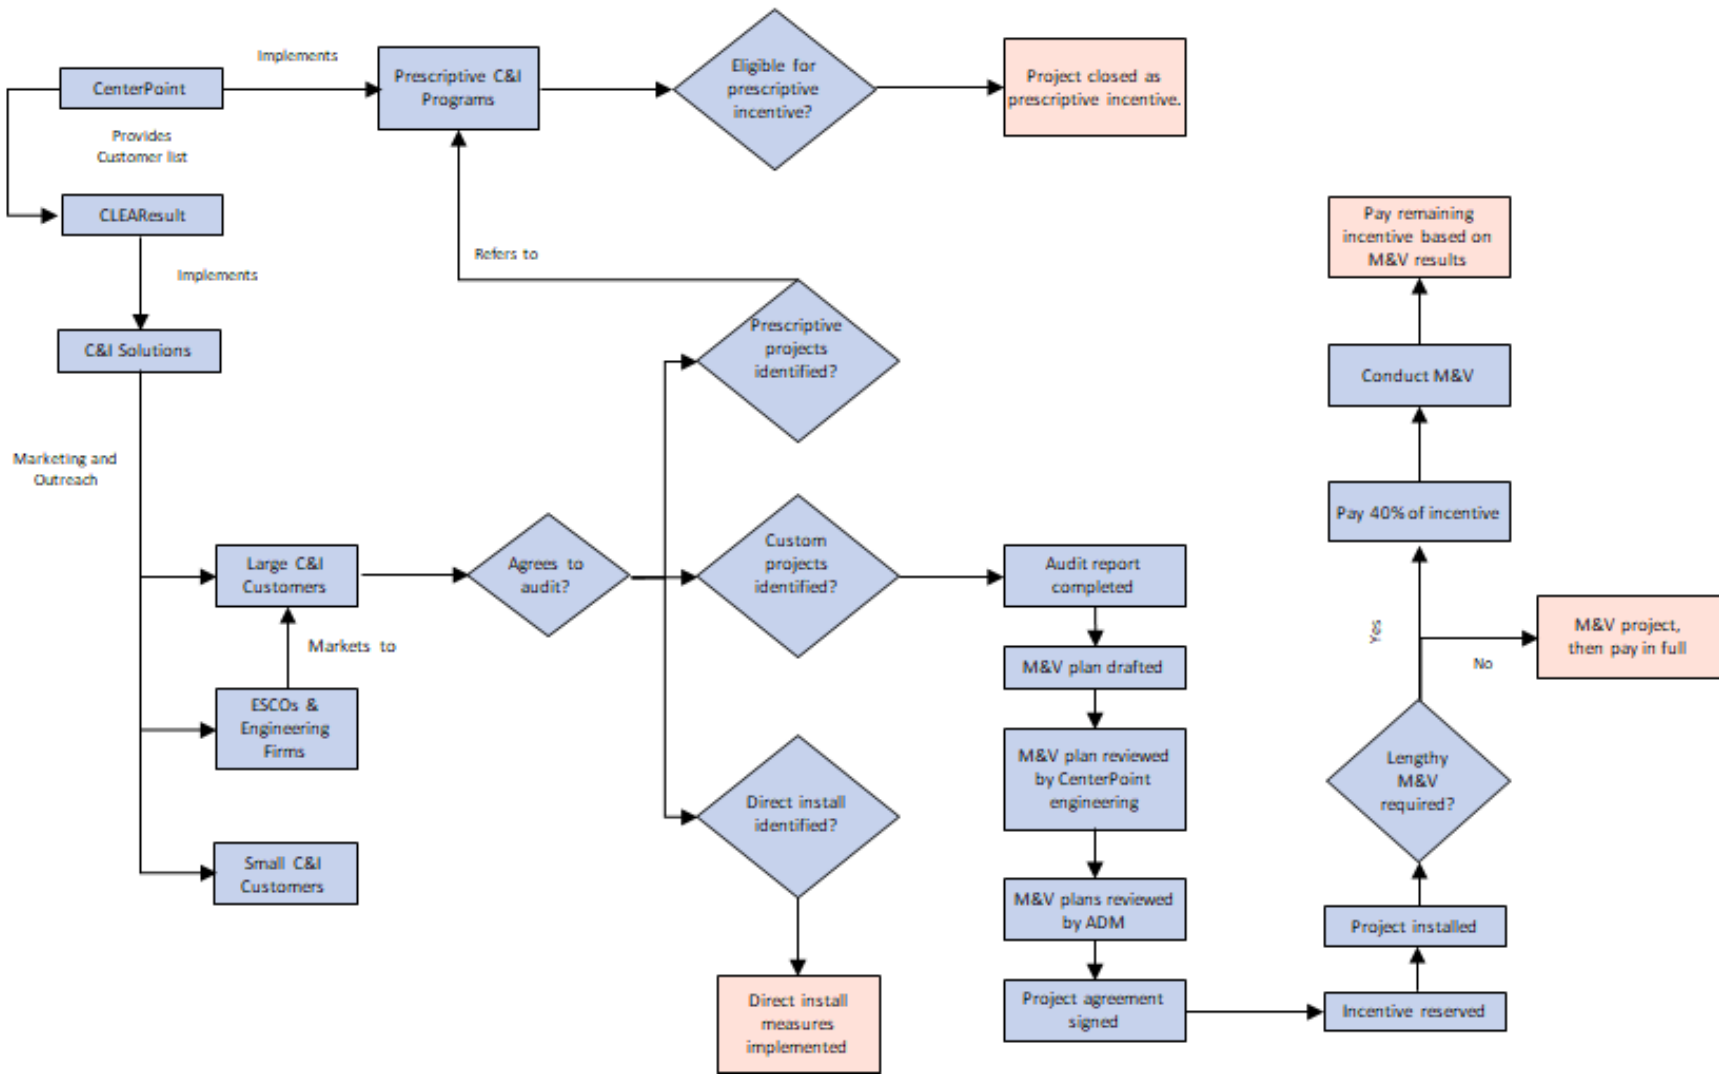 Implements
CenterPoint
Prescriptive C&I
Programs
Eligible for
prescriptive
incentive?
Project closed as
prescriptive incentive.
Provides
Customer list
CLEAResult
Implements
Refers to
C&I Solutions
Prescriptive
projects
identified?
Pay remaining
incentive based on
M&V results
Conduct M&V
Marketing and
Outreach
Pay 40% of incentive
Large C&I
Customers
Agrees to
audit?
Custom
projects
identified?
Audit report
completed
Markets to
M&V plan drafted
Yes
No
M&V project,
then pay in full
ESCOs &
Engineering
Firms
M&V plan reviewed
by CenterPoint
engineering
Lengthy
M&V
required?
Direct install
identified?
Small C&I
Customers
M&V plans reviewed
by ADM
Project installed
Direct install
measures
implemented
Project agreement
signed
Incentive reserved